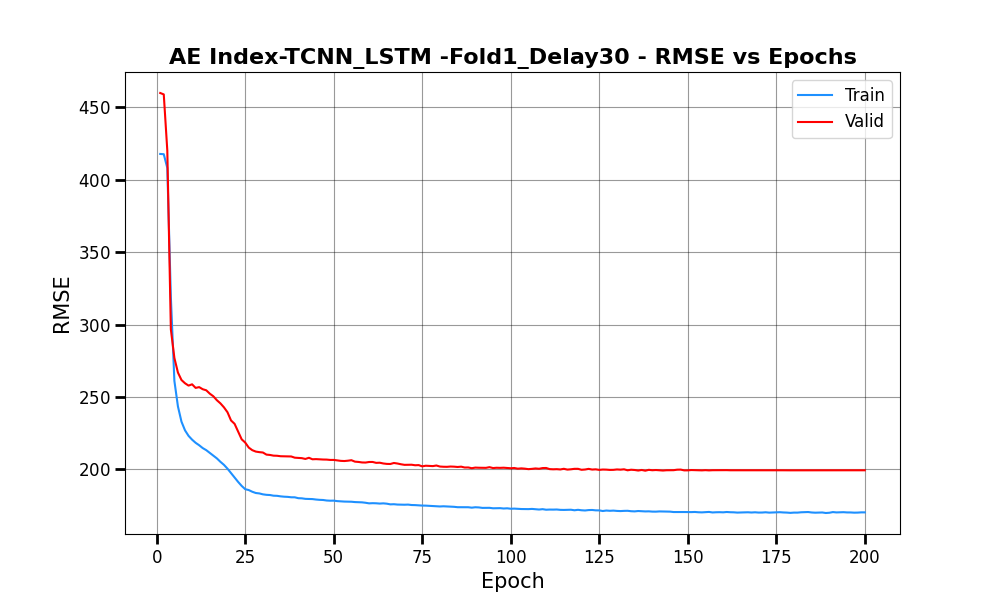 AE Index-TCNN_LSTM -Fold1_Delay30 - RMSE vs Epochs
Train
Valid
450
400
350
300
250
200
RMSE
0 25 50 75 100 125 150 175 200
Epoch